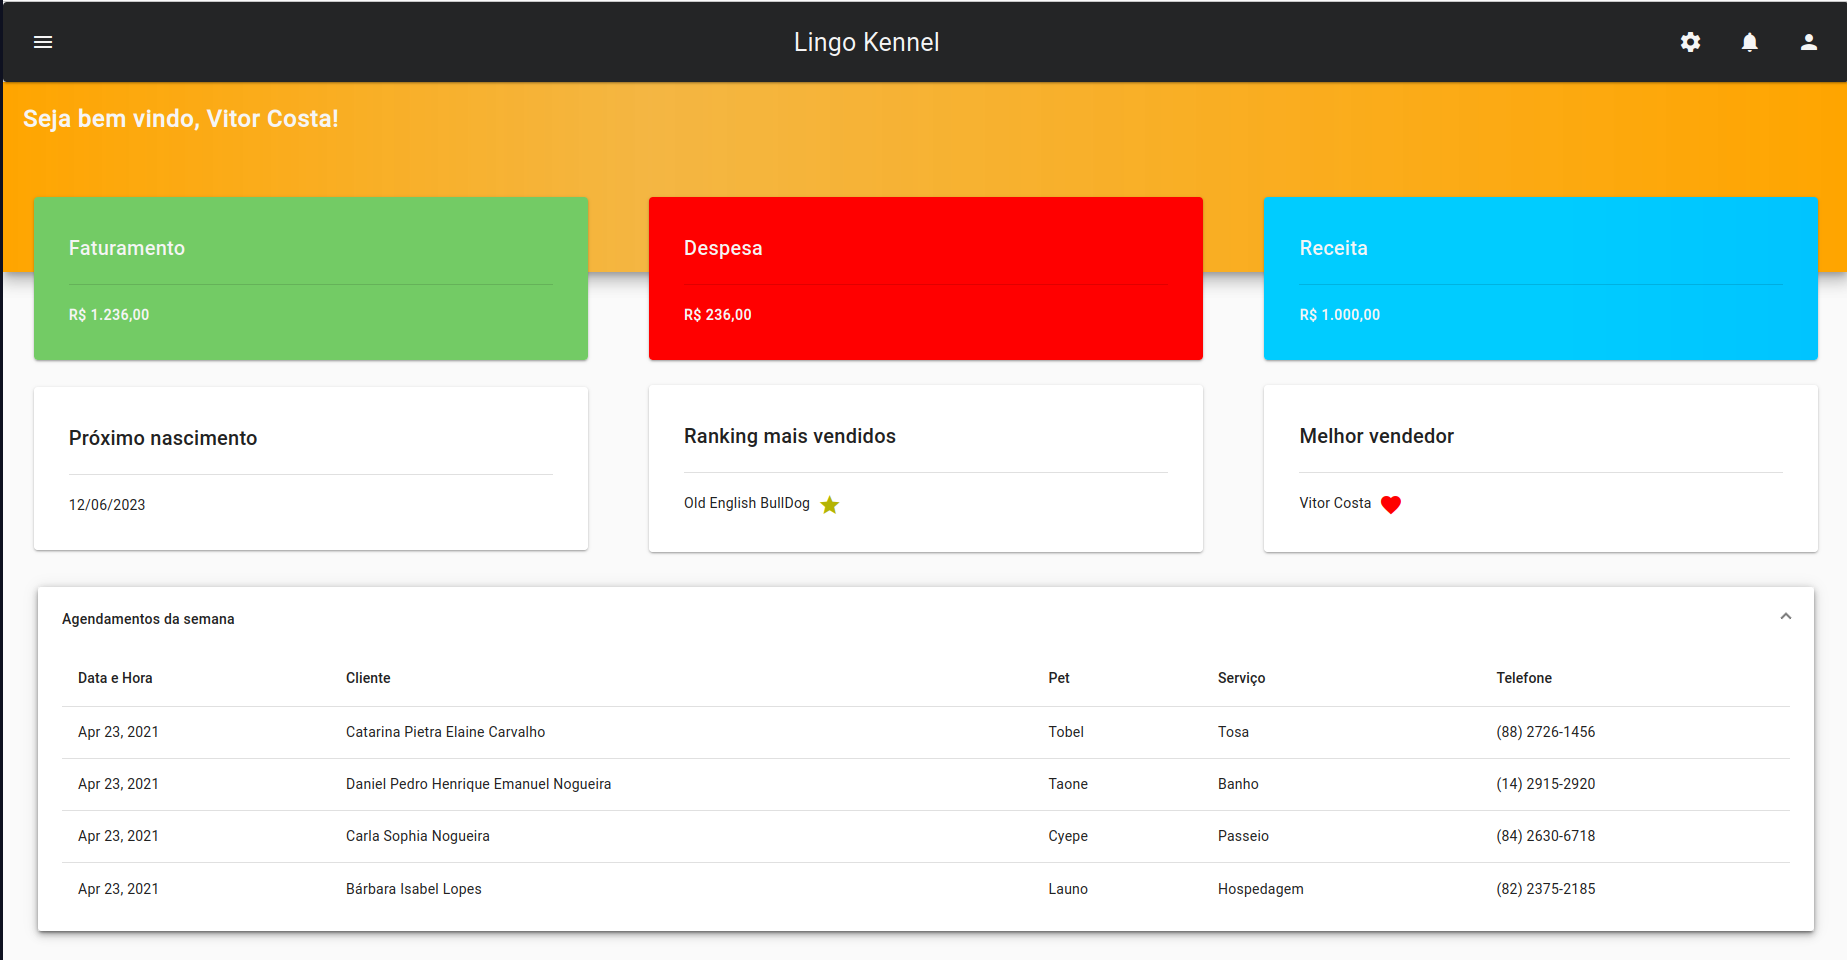 Lingo Kennel
Seja bem vindo, Vitor Costa!
Faturamento
R$ 1.236,00
Despesa
R$ 236,00
Receita
R$ 1.000,00
Próximo nascimento
12/06/2023
Ranking mais vendidos
Old English BullDog
Melhor vendedor
Vitor Costa
Agendamentos da semana
Data e Hora Cliente Pet Serviço Telefone
Apr 23, 2021 Catarina Pietra Elaine Carvalho Tobel Tosa (88) 2726-1456
Apr 23, 2021 Daniel Pedro Henrique Emanuel Nogueira Taone Banho (14) 2915-2920
Apr 23, 2021 Carla Sophia Nogueira Cyepe Passeio (84) 2630-6718
Apr 23, 2021 Bárbara Isabel Lopes Launo Hospedagem (82) 2375-2185